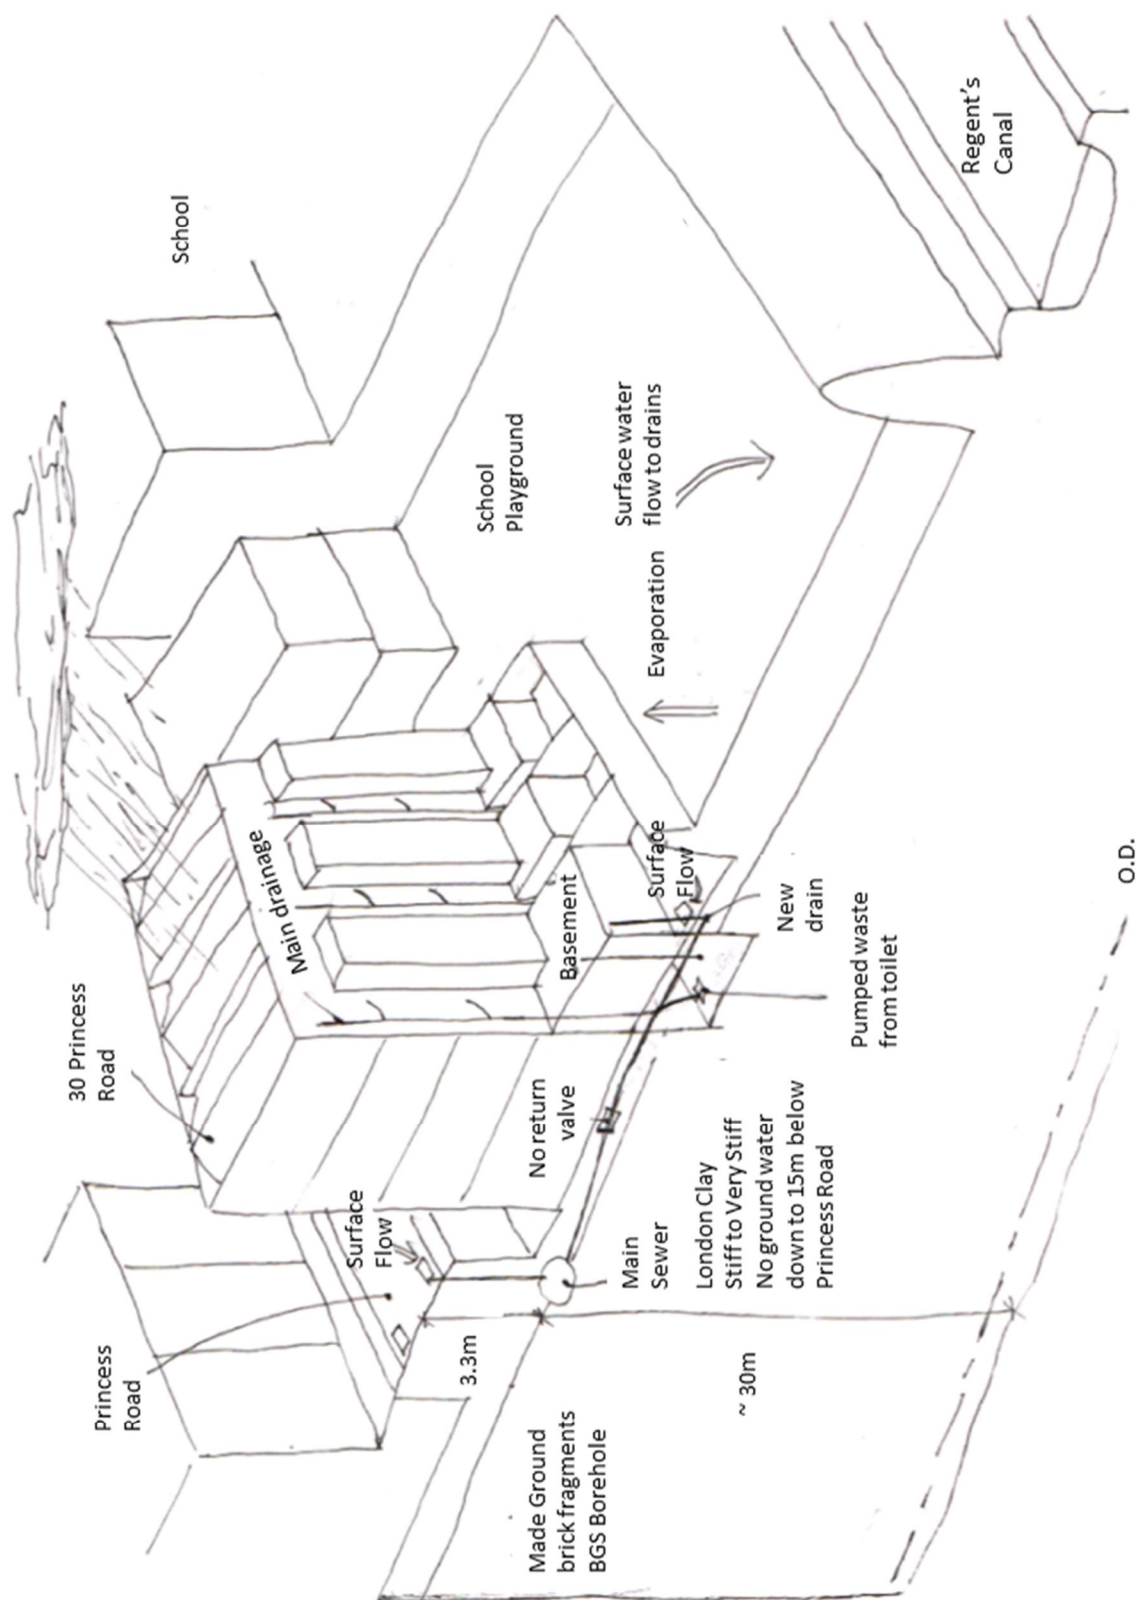 School
30 Princess
Road
Princess
Road
Main drainage
School
Playground
Regent's
Canal
Surface water
flow to drains
Evaporation
Surface
Flow
Basement
New
drain
Pumped waste
from toilet
No return
valve
Surface
Flow
Main
Sewer
London Clay
Stiff to Very Stiff
No ground water
down to 15m below
Princess Road
3.3m
~ 30m
Made Ground
brick fragments
BGS Borehole
O.D.